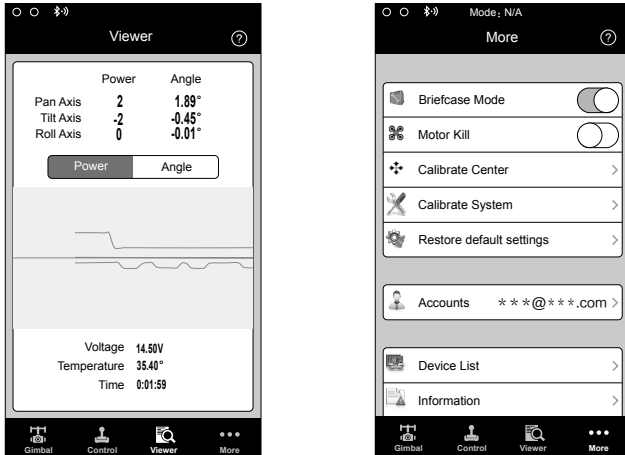 Viewer
?
Power Angle
Pan Axis 2 1.89°
Tilt Axis -2 -0.45°
Roll Axis 0 -0.01°
Power Angle
Voltage 14.50V
Temperature 35.40°
Time 0:01:59
Gimbal Control Viewer More
Mode: N/A
More
?
Briefcase Mode
Motor Kill
Calibrate Center >
Calibrate System >
Restore default settings >
Accounts ***@***.com >
Device List >
Information >
Gimbal Control Viewer More